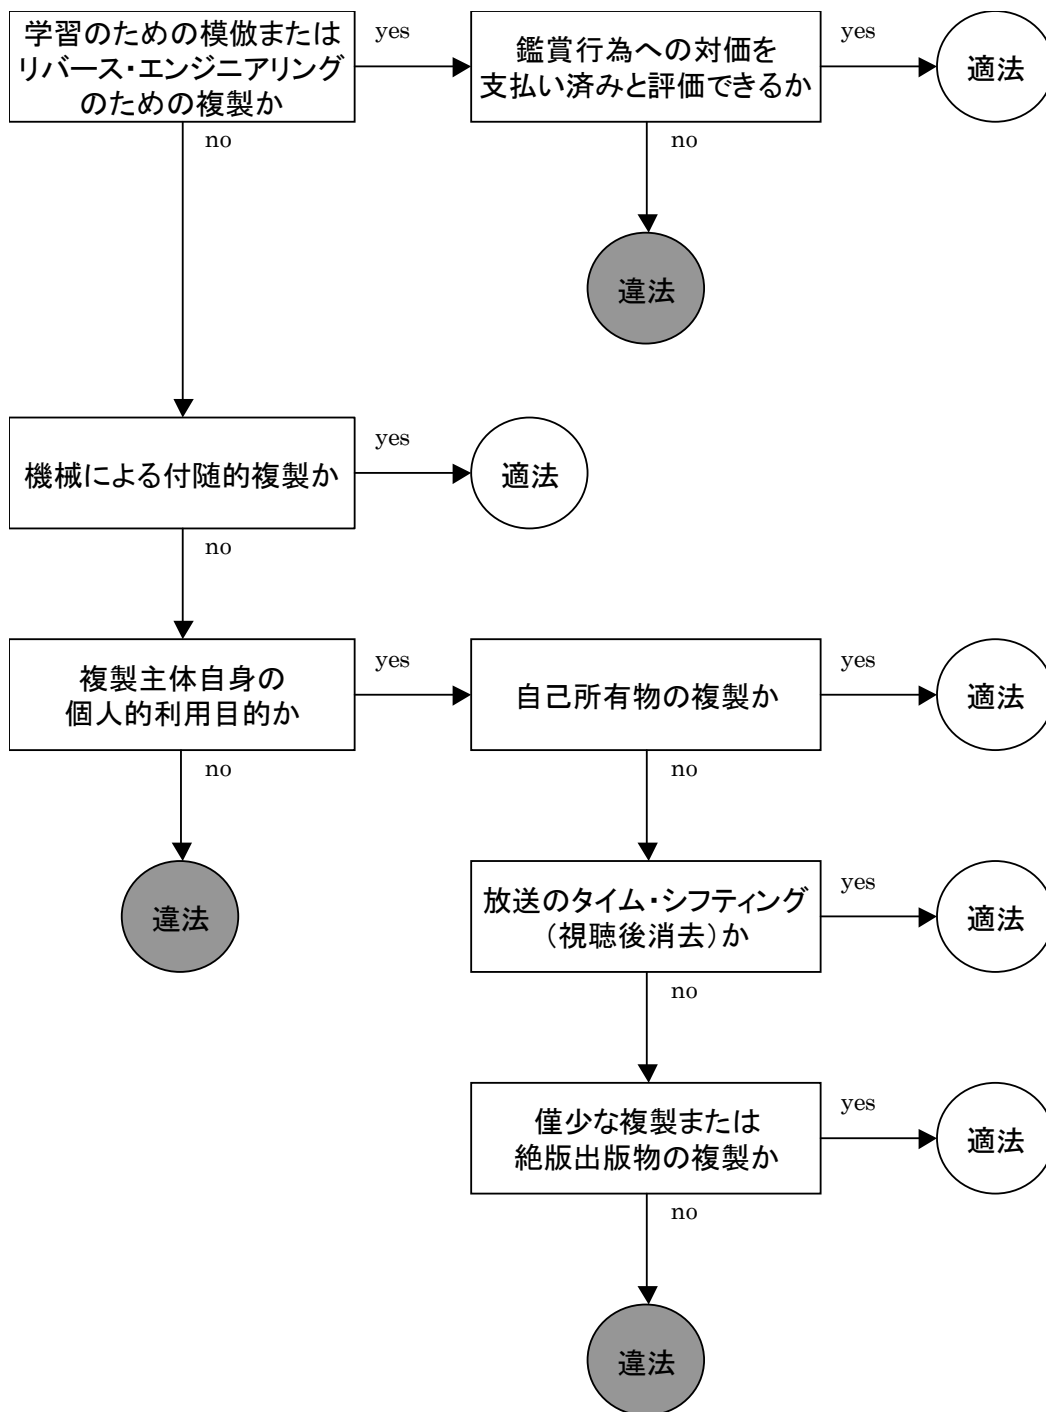 学習のための模倣または
リバース・エンジニアリング
のための複製か
yes
鑑賞行為への対価を
支払い済みと評価できるか
yes
適法
no
no
違法
機械による付随的複製か
yes
適法
no
複製主体自身の
個人的利用目的か
yes
自己所有物の複製か
yes
適法
no
no
違法
放送のタイム・シフティング
（視聴後消去）か
yes
適法
no
僅少な複製または
絶版出版物の複製か
yes
適法
no
違法